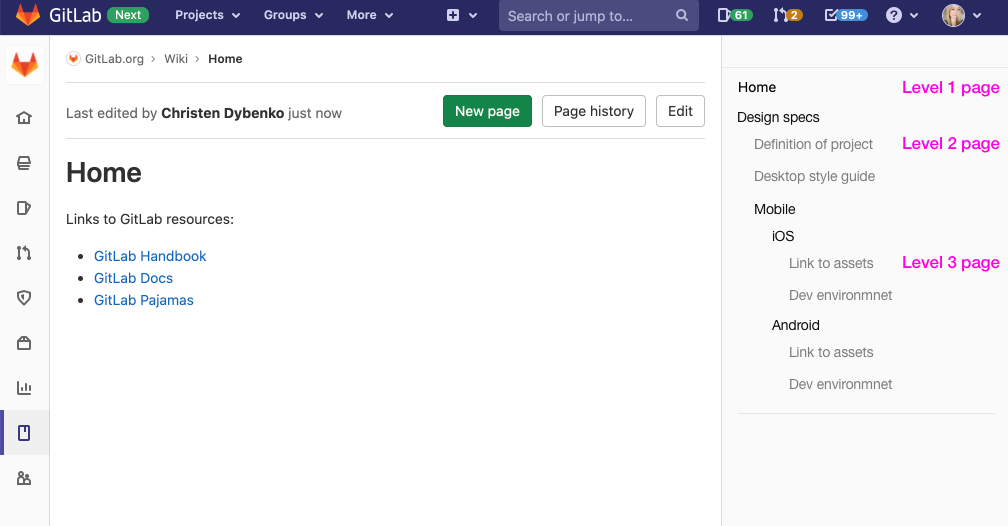 GitLab Next Projects Groups More Search or jump to... 61 2 99+
GitLab.org › Wiki › Home
Last edited by Christen Dybenko just now New page Page history Edit
Home
Links to GitLab resources:
• GitLab Handbook
• GitLab Docs
• GitLab Pajamas
Home Level 1 page
Design specs
Definition of project Level 2 page
Desktop style guide
Mobile
iOS
Link to assets Level 3 page
Dev environmnet
Android
Link to assets
Dev environmnet